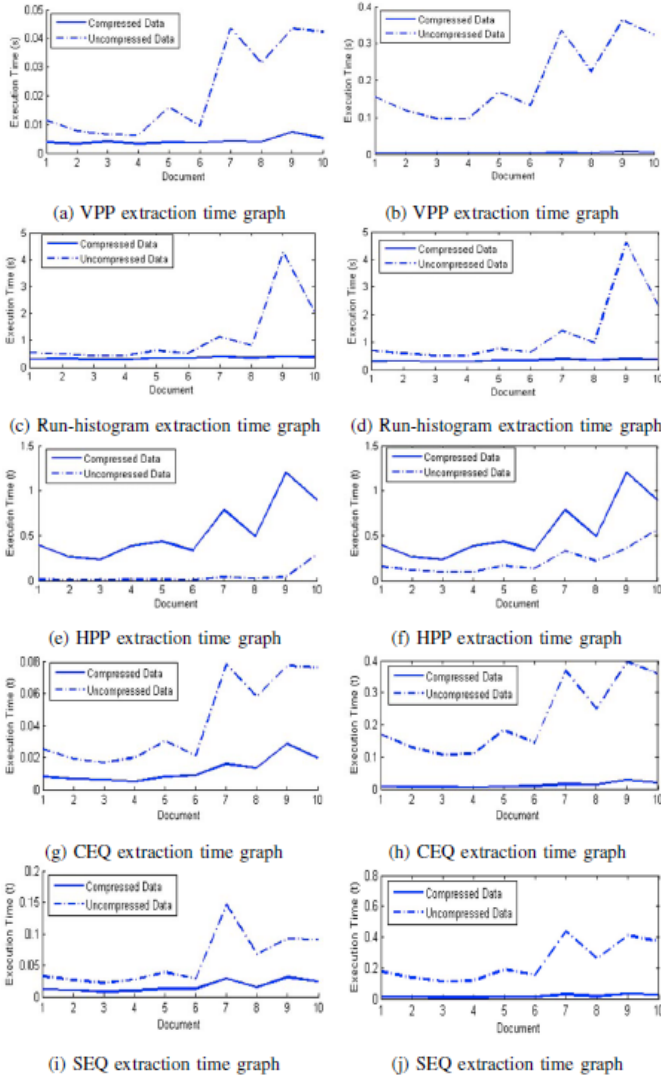 0.05
0.04
0.03
0.02
0.01
0
Execution Time (s)
Compressed Data
Uncompressed Data
1 2 3 4 5 6 7 8 9 10
Document
(a) VPP extraction time graph
0.4
0.3
0.2
0.1
0
Execution Time (s)
Compressed Data
Uncompressed Data
1 2 3 4 5 6 7 8 9 10
Document
(b) VPP extraction time graph
5
4
3
2
1
0
Execution Time (s)
Compressed Data
Uncompressed Data
1 2 3 4 5 6 7 8 9 10
Document
(c) Run-histogram extraction time graph
5
4
3
2
1
0
Execution Time (s)
Compressed Data
Uncompressed Data
1 2 3 4 5 6 7 8 9 10
Document
(d) Run-histogram extraction time graph
1.5
1
0.5
0
Execution Time (t)
Compressed Data
Uncompressed Data
1 2 3 4 5 6 7 8 9 10
Document
(e) HPP extraction time graph
1.5
1
0.5
0
Execution Time (t)
Compressed Data
Uncompressed Data
1 2 3 4 5 6 7 8 9 10
Document
(f) HPP extraction time graph
0.08
0.06
0.04
0.02
0
Execution Time (t)
Compressed Data
Uncompressed Data
1 2 3 4 5 6 7 8 9 10
Document
(g) CEQ extraction time graph
0.4
0.3
0.2
0.1
0
Execution Time (t)
Compressed Data
Uncompressed Data
1 2 3 4 5 6 7 8 9 10
Document
(h) CEQ extraction time graph
0.2
0.15
0.1
0.05
0
Execution Time (t)
Compressed Data
Uncompressed Data
1 2 3 4 5 6 7 8 9 10
Document
(i) SEQ extraction time graph
0.8
0.6
0.4
0.2
0
Execution Time (t)
Compressed Data
Uncompressed Data
1 2 3 4 5 6 7 8 9 10
Document
(j) SEQ extraction time graph